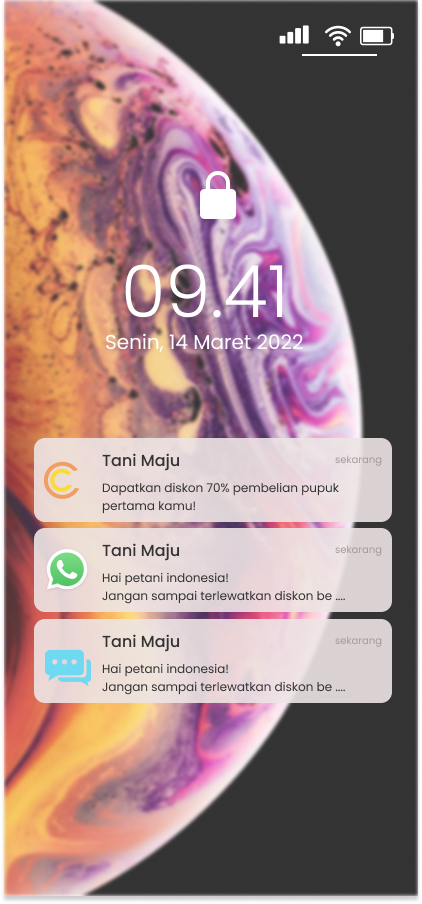 09.41
Senin, 14 Maret 2022
Tani Maju
sekarang
Dapatkan diskon 70% pembelian pupuk
pertama kamu!
Tani Maju
sekarang
Hai petani indonesia!
Jangan sampai terlewatkan diskon be ....
Tani Maju
sekarang
Hai petani indonesia!
Jangan sampai terlewatkan diskon be ....